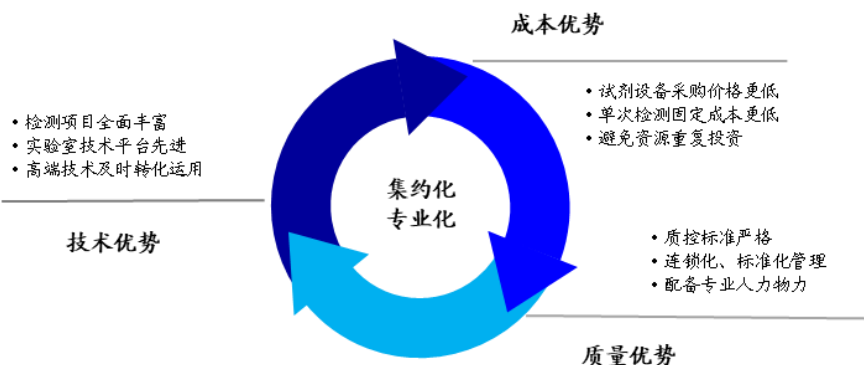 成本优势
• 试剂设备采购价格更低
• 单次检测固定成本更低
• 避免资源重复投资
• 检测项目全面丰富
• 实验室技术平台先进
• 高端技术及时转化运用
技术优势
集约化
专业化
• 质控标准严格
• 连锁化、标准化管理
• 配备专业人力物力
质量优势